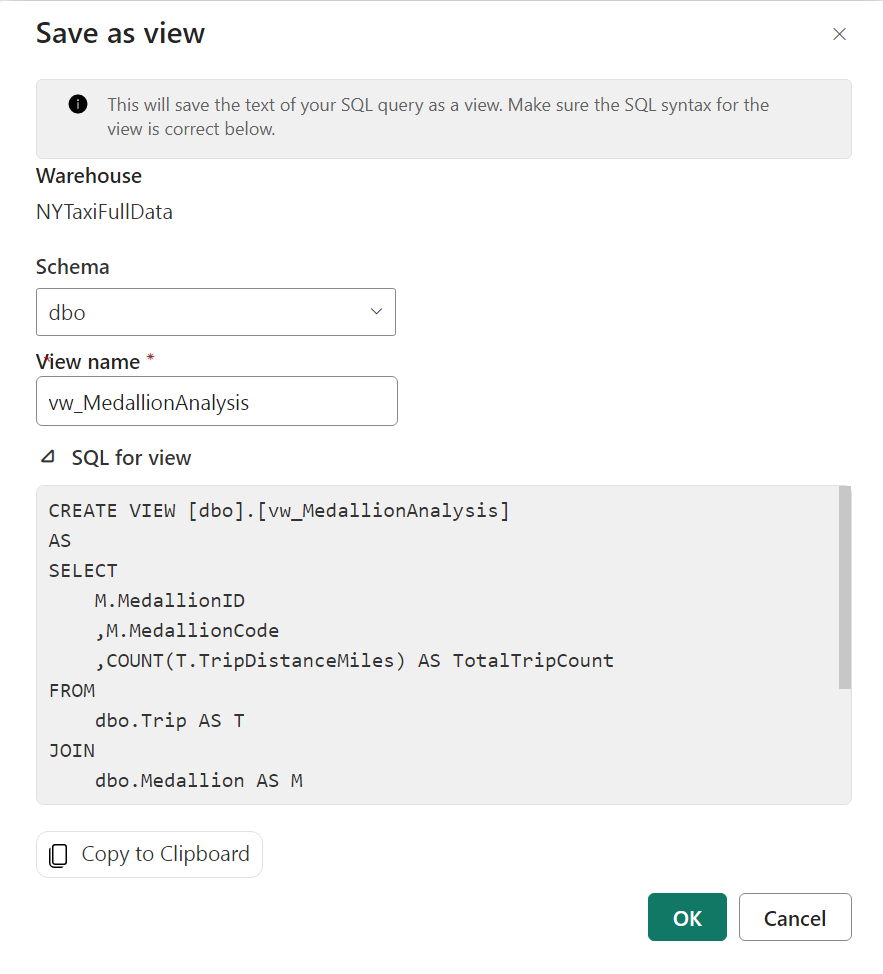 Save as view
This will save the text of your SQL query as a view. Make sure the SQL syntax for the
view is correct below.
Warehouse
NYTaxiFullData
Schema
dbo
View name *
vw_MedallionAnalysis
SQL for view
CREATE VIEW [dbo].[vw_MedallionAnalysis]
AS
SELECT
    M.MedallionID
    ,M.MedallionCode
    ,COUNT(T.TripDistanceMiles) AS TotalTripCount
FROM
    dbo.Trip AS T
JOIN
    dbo.Medallion AS M
Copy to Clipboard
OK Cancel